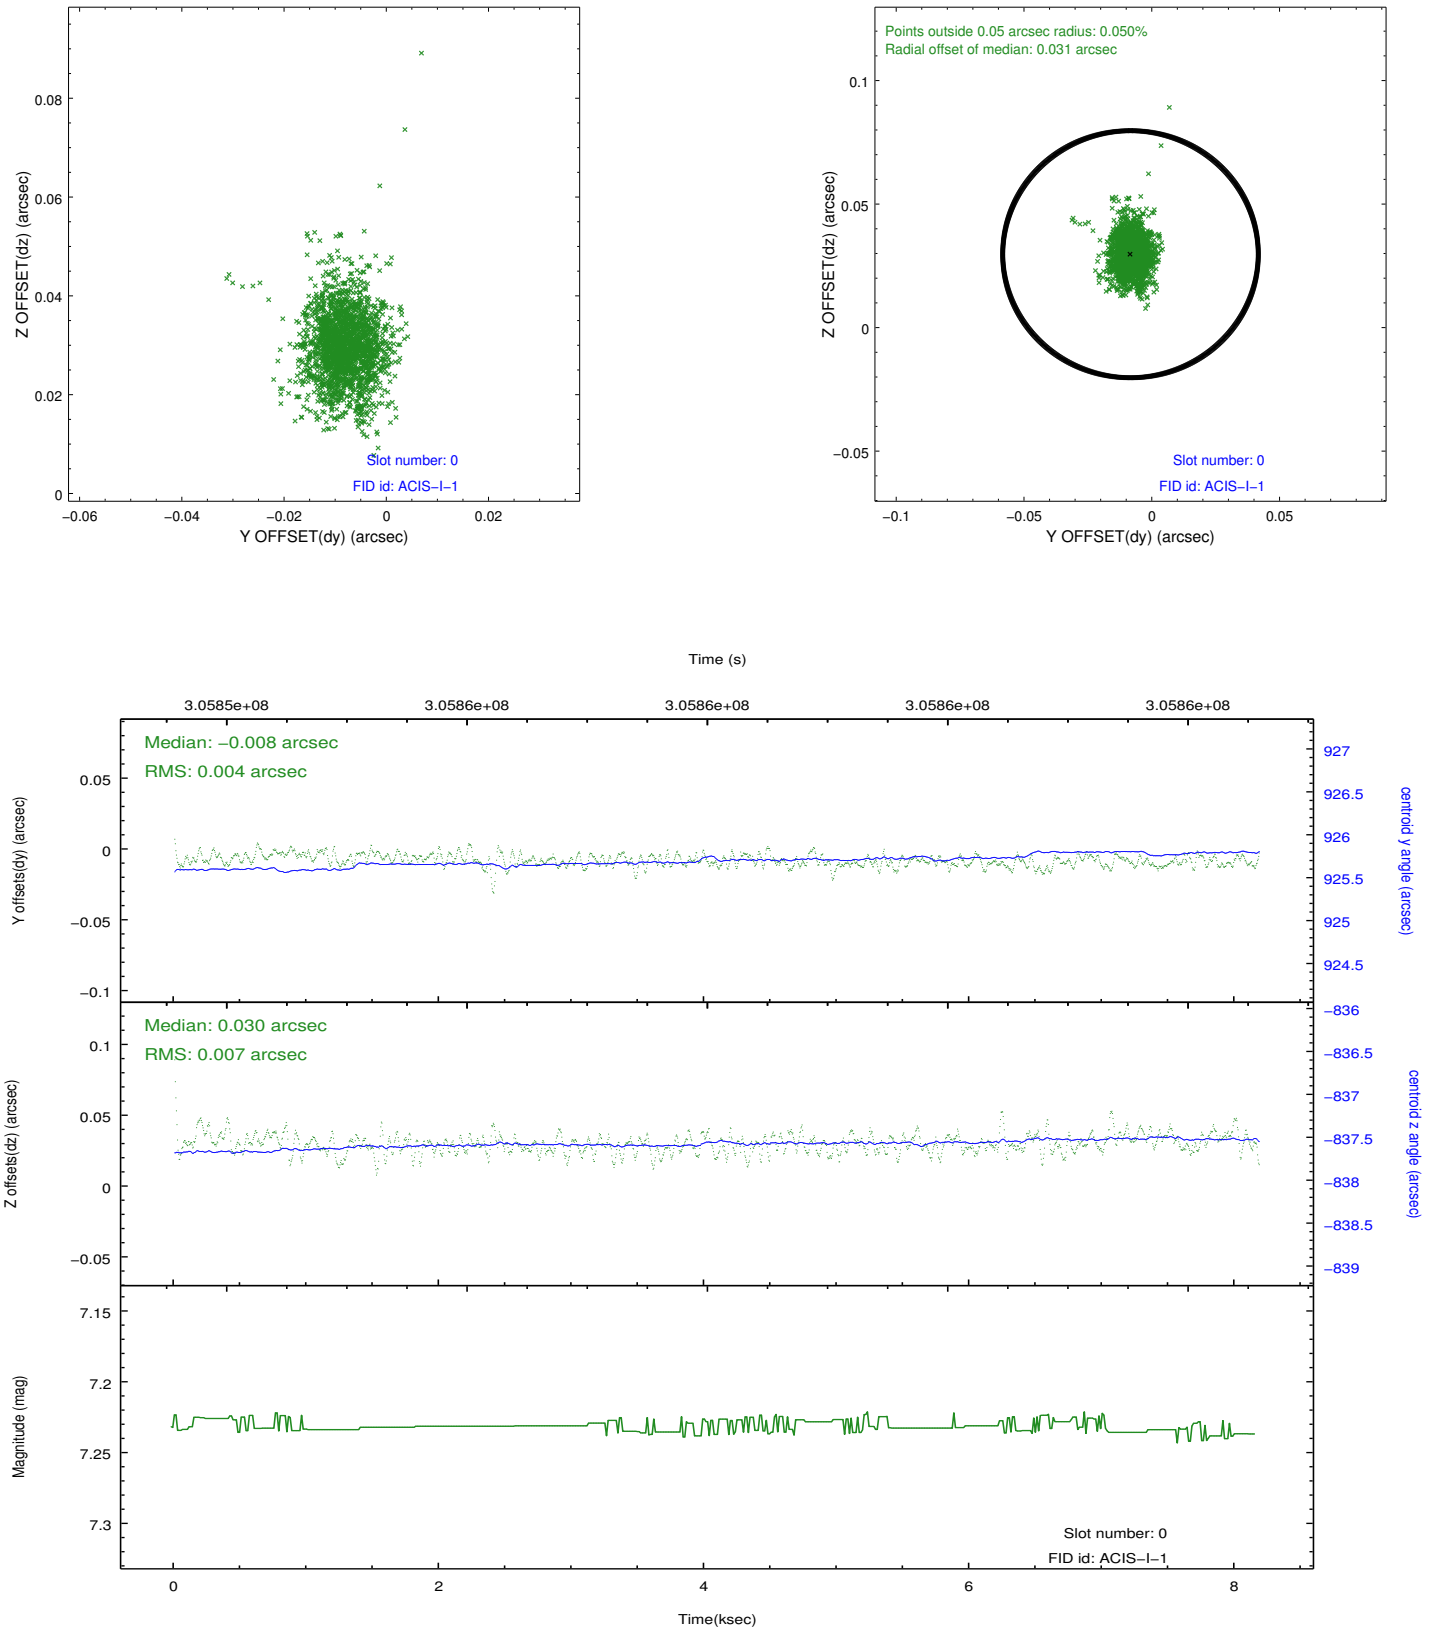 0.08
0.06
0.04
0.02
0
Z OFFSET(dz) (arcsec)
Slot number: 0
FID id: ACIS−I−1
−0.06 −0.04 −0.02 0 0.02
Y OFFSET(dy) (arcsec)
Points outside 0.05 arcsec radius: 0.050%
Radial offset of median: 0.031 arcsec
0.1
0.05
0
−0.05
Z OFFSET(dz) (arcsec)
Slot number: 0
FID id: ACIS−I−1
−0.1 −0.05 0 0.05
Y OFFSET(dy) (arcsec)
Time (s)
3.0585e+08 3.0586e+08 3.0586e+08 3.0586e+08 3.0586e+08
Median: −0.008 arcsec
RMS: 0.004 arcsec
0.05
0
−0.05
−0.1
Y offsets(dy) (arcsec)
927
926.5
926
925.5
925
924.5
centroid y angle (arcsec)
Median: 0.030 arcsec
RMS: 0.007 arcsec
0.1
0.05
0
−0.05
Z offsets(dz) (arcsec)
−836
−836.5
−837
−837.5
−838
−838.5
−839
centroid z angle (arcsec)
7.15
7.2
7.25
7.3
Magnitude (mag)
Slot number: 0
FID id: ACIS−I−1
0 2 4 6 8
Time(ksec)